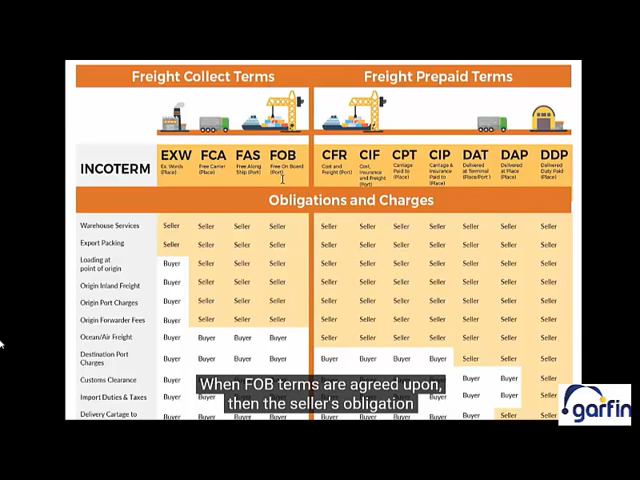 Freight Collect Terms Freight Prepaid Terms
INCOTERM EXW FCA FAS FOB CFR CIF CPT CIP DAT DAP DDP
Ex. Works (Place) Free Carrier (Place) Free Along Ship (Port) Free On Board (Port) Cost and Freight (Port) Cost, Insurance and Freight (Port) Carriage Paid to (Place) Carriage & Insurance Paid to (Place) Delivered at Terminal (Place/Port) Delivered at Place (Place) Delivered Duty Paid (Place)
Obligations and Charges
Warehouse Services Seller Seller Seller Seller Seller Seller Seller Seller Seller Seller Seller
Export Packing Seller Seller Seller Seller Seller Seller Seller Seller Seller Seller Seller
Loading at point of origin Buyer Seller Seller Seller Seller Seller Seller Seller Seller Seller Seller
Origin Inland Freight Buyer Seller Seller Seller Seller Seller Seller Seller Seller Seller Seller
Origin Port Charges Buyer Seller Seller Seller Seller Seller Seller Seller Seller Seller Seller
Origin Forwarder Fees Buyer Seller Seller Seller Seller Seller Seller Seller Seller Seller Seller
Ocean/Air Freight Buyer Buyer Buyer Buyer Seller Seller Seller Seller Seller Seller Seller
Destination Port Charges Buyer Buyer Buyer Buyer Buyer Buyer Buyer Buyer Seller Seller Seller
Customs Clearance Buyer Buyer Buyer Seller
Import Duties & Taxes Buyer Buyer Buyer Seller
Delivery Cartage to Buyer Seller Seller
When FOB terms are agreed upon,
then the seller's obligation
garfin